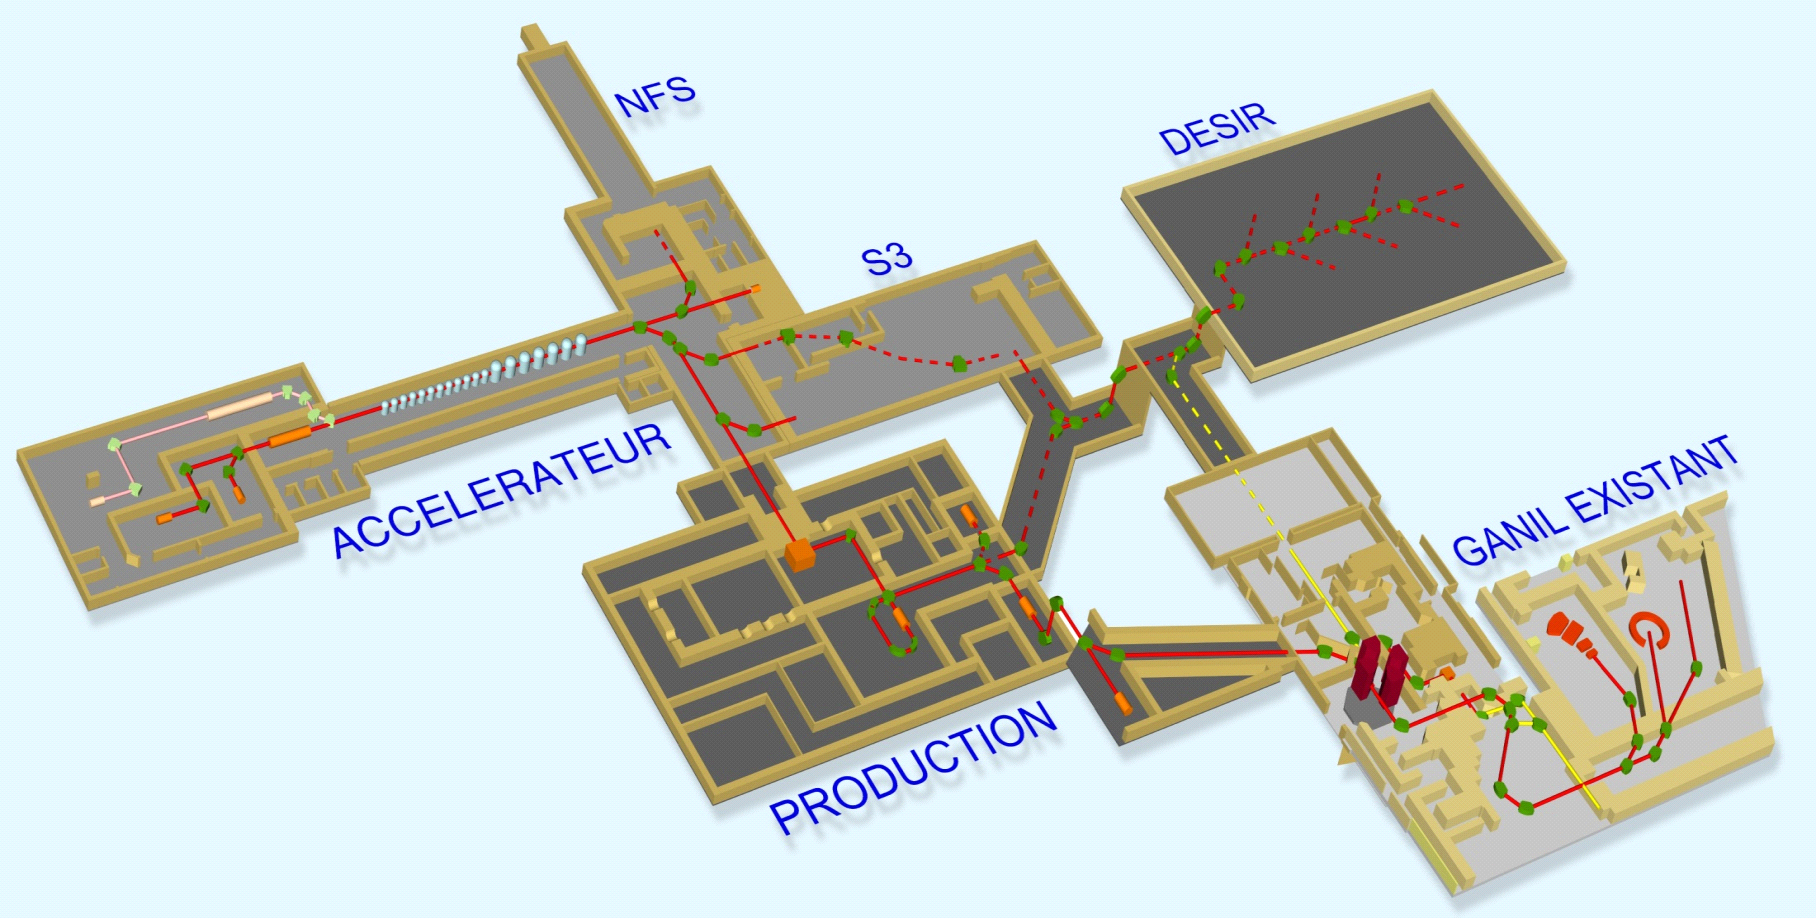 NFS
DESIR
S3
ACCELERATEUR
GANIL EXISTANT
PRODUCTION